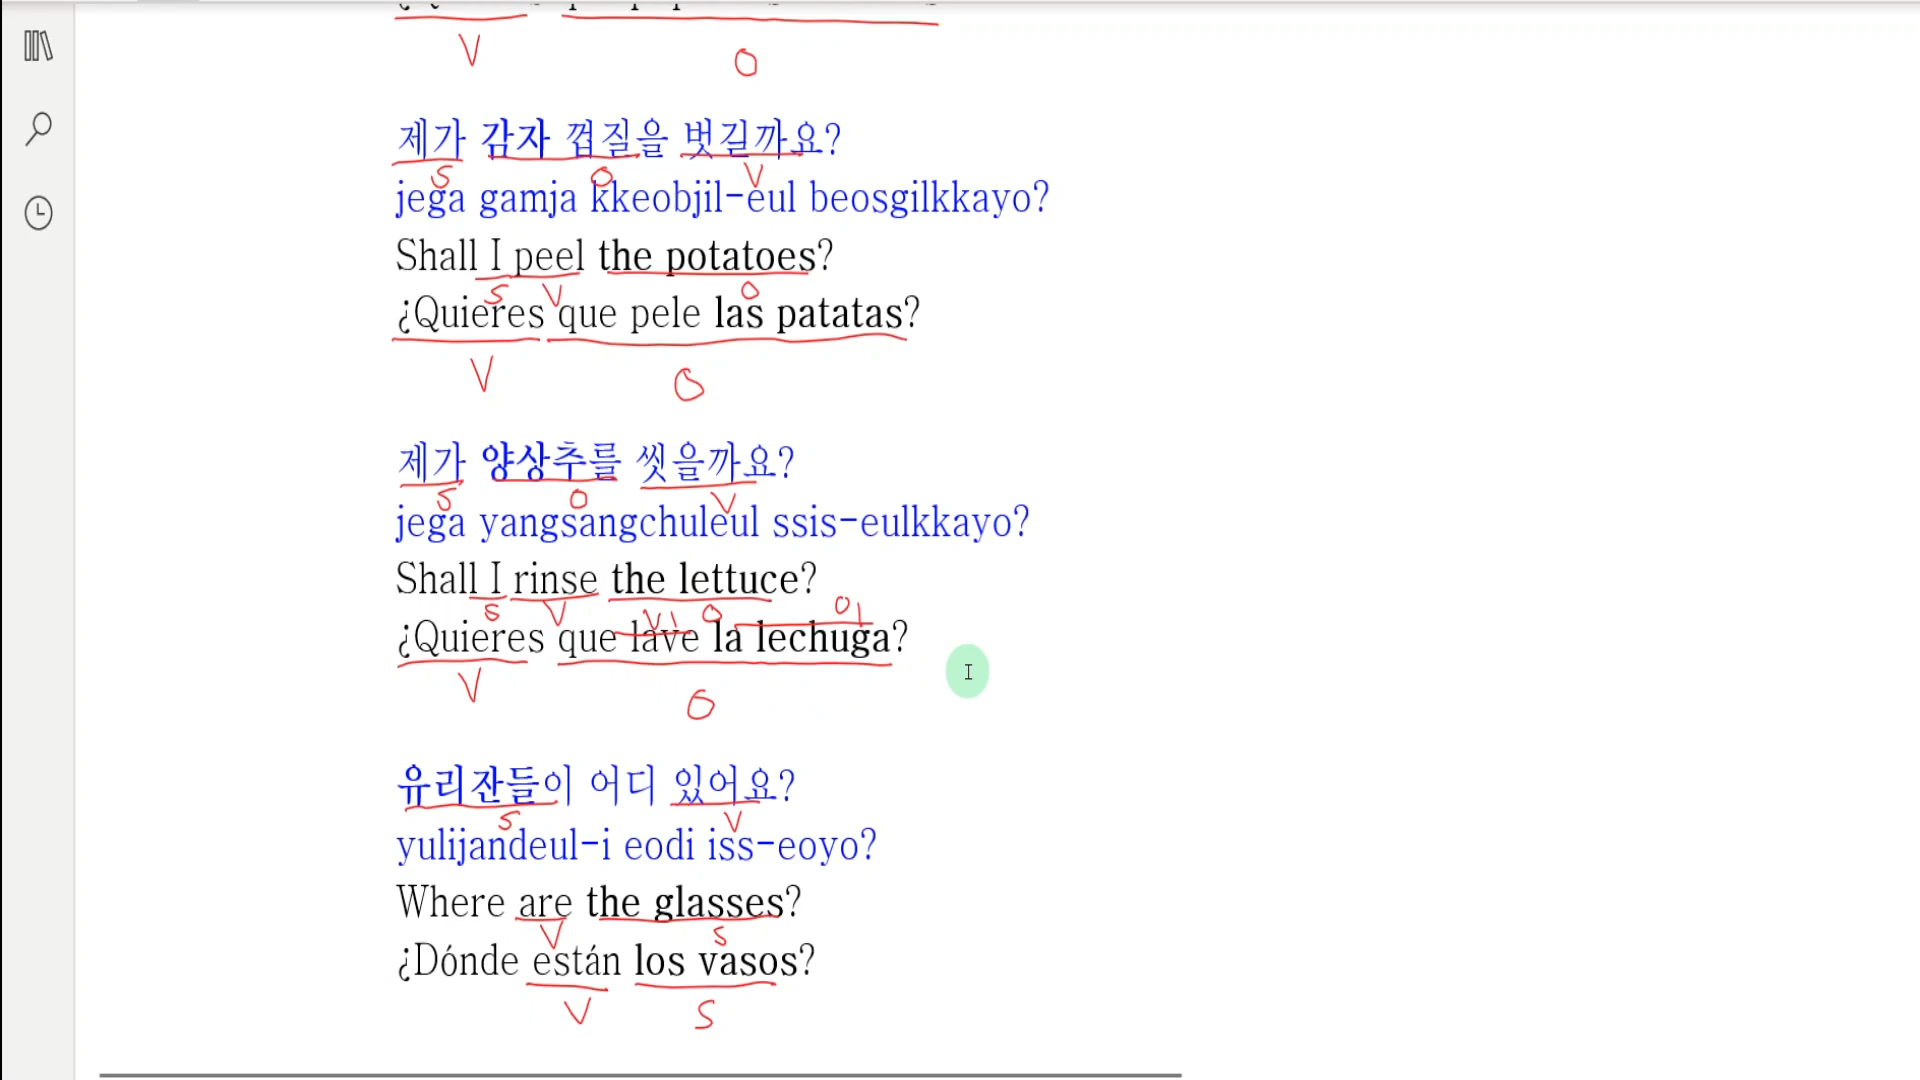 V O
제가 감자 껍질을 벗길까요?
S O V
jega gamja kkeobjil-eul beosgilkkayo?
Shall I peel the potatoes?
S V O
¿Quieres que pele las patatas?
V O
제가 양상추를 씻을까요?
S O V
jega yangsangchuleul ssis-eulkkayo?
Shall I rinse the lettuce?
S V V1 O O1
¿Quieres que lave la lechuga?
V O
유리잔들이 어디 있어요?
S V
yulijandeul-i eodi iss-eoyo?
Where are the glasses?
V S
¿Dónde están los vasos?
V S